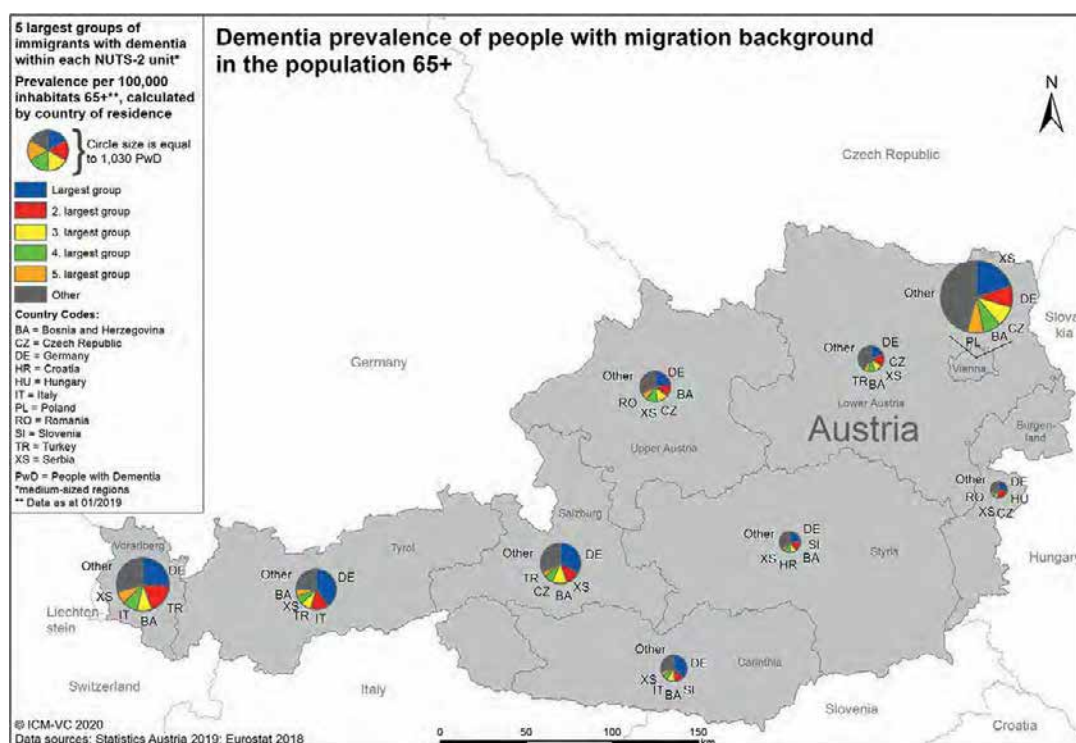 5 largest groups of
immigrants with dementia
within each NUTS-2 unit*
Prevalence per 100,000
inhabitats 65+**, calculated
by country of residence
Circle size is equal
to 1,030 PwD
Largest group
2. largest group
3. largest group
4. largest group
5. largest group
Other
Country Codes:
BA = Bosnia and Herzegovina
CZ = Czech Republic
DE = Germany
HR = Croatia
HU = Hungary
IT = Italy
PL = Poland
RO = Romania
SI = Slovenia
TR = Turkey
XS = Serbia
PwD = People with Dementia
*medium-sized regions
** Data as at 01/2019
Dementia prevalence of people with migration background
in the population 65+
N
Czech Republic
Germany
Slova
kia
XS
Other
DE
CZ
BA
PL
Vienna
Other
DE
CZ
XS
BA
TR
Lower Austria
Other
DE
BA
CZ
XS
RO
Upper Austria
Austria
Burgen-
land
Other
DE
HU
CZ
XS
RO
Hungary
Other
DE
SI
BA
HR
XS
Styria
Salzburg
Other
DE
XS
BA
CZ
TR
Tyrol
Other
DE
IT
TR
XS
BA
Vorarlberg
Other
DE
TR
BA
IT
XS
Liechten-
stein
Other
DE
SI
BA
IT
XS
Carinthia
Switzerland
Italy
Slovenia
Croatia
© ICM-VC 2020
Data sources: Statistics Austria 2019; Eurostat 2018
0 50 100 150
km